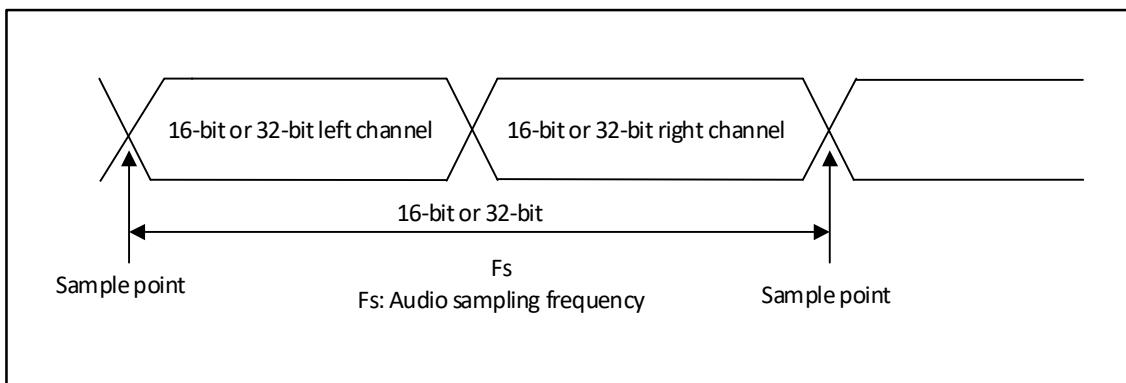 16-bit or 32-bit left channel
16-bit or 32-bit right channel
16-bit or 32-bit
Fs
Sample point
Sample point
Fs: Audio sampling frequency